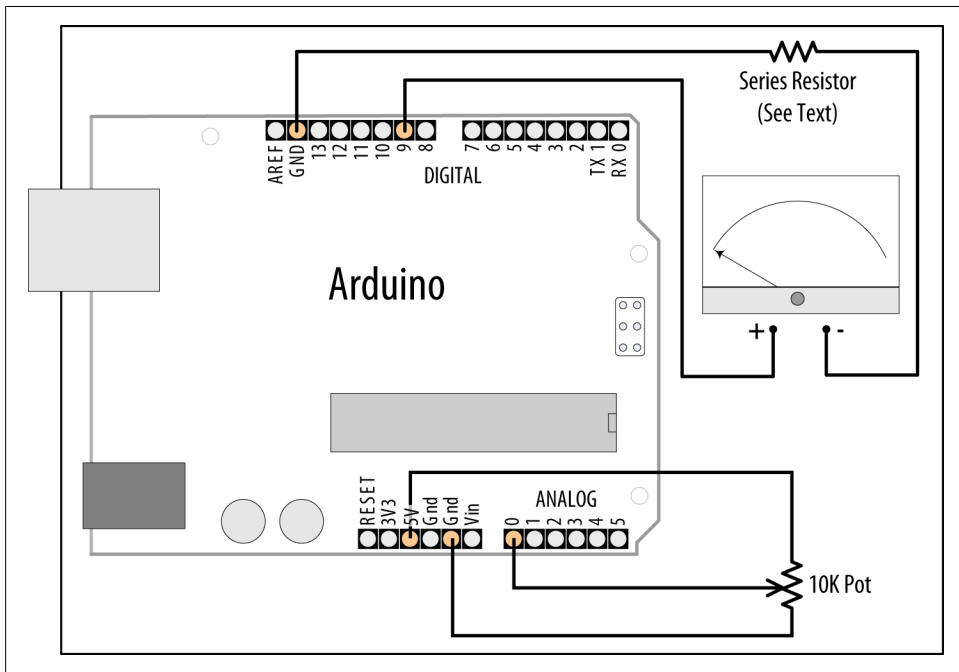 Series Resistor
(See Text)
AREF
GND
13
12
11
10
9
8
7
6
5
4
3
2
TX 1
RX 0
DIGITAL
Arduino
+
-
RESET
3V3
5V
Gnd
Gnd
Vin
ANALOG
0
1
2
3
4
5
10K Pot